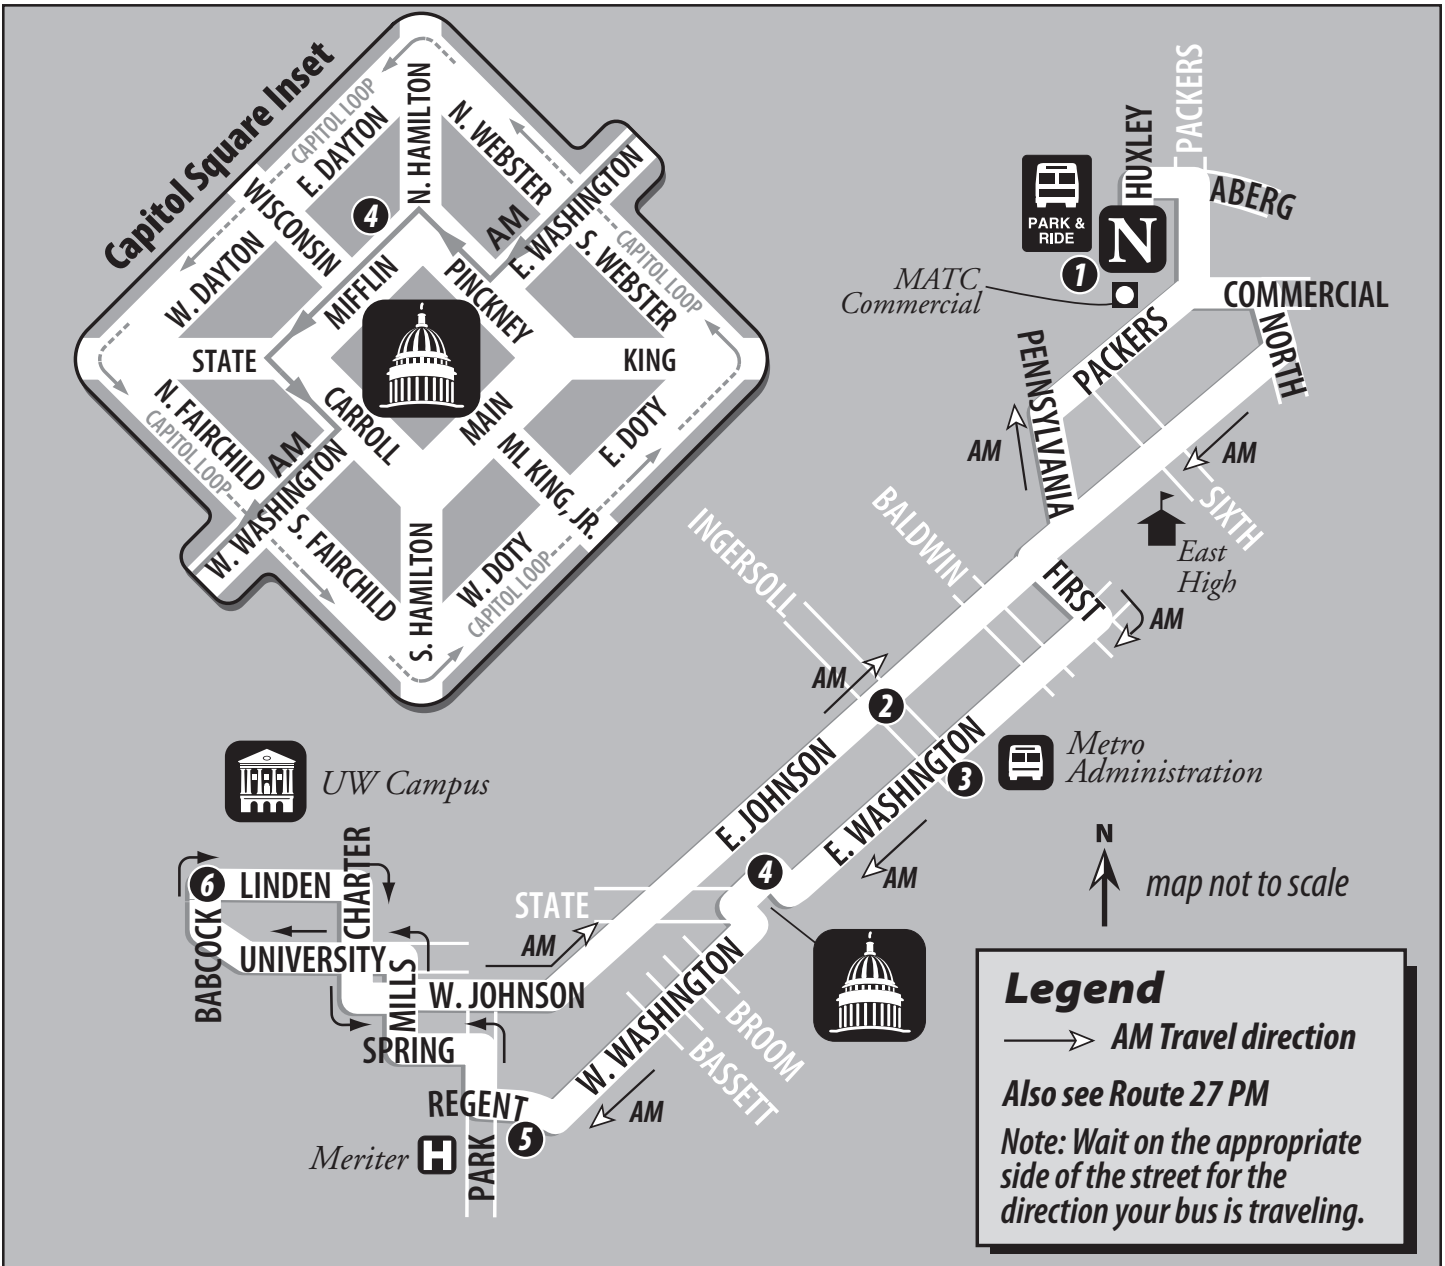 Capitol Square Inset
CAPITOL LOOP
E. DAYTON
N. HAMILTON
N. WEBSTER
E. WASHINGTON
AM
WISCONSIN
4
W. DAYTON
MIFFLIN
PINCKNEY
S. WEBSTER
CAPITOL LOOP
STATE
KING
N. FAIRCHILD
CAPITOL LOOP
AM
CARROLL
MAIN
E. DOTY
W. WASHINGTON
S. FAIRCHILD
ML KING, JR.
S. HAMILTON
W. DOTY
CAPITOL LOOP
PACKERS
HUXLEY
ABERG
PARK &
RIDE
N
1
MATC
Commercial
COMMERCIAL
NORTH
PACKERS
PENNSYLVANIA
AM
AM
SIXTH
East
High
BALDWIN
INGERSOLL
FIRST
AM
AM
2
3
Metro
Administration
E. JOHNSON
E. WASHINGTON
AM
4
UW Campus
6
LINDEN
CHARTER
BABCOCK
UNIVERSITY
MILLS
STATE
AM
W. JOHNSON
SPRING
W. WASHINGTON
BROOM
BASSETT
AM
REGENT
5
Meriter
H
PARK
N
map not to scale
Legend
AM Travel direction
Also see Route 27 PM
Note: Wait on the appropriate
side of the street for the
direction your bus is traveling.